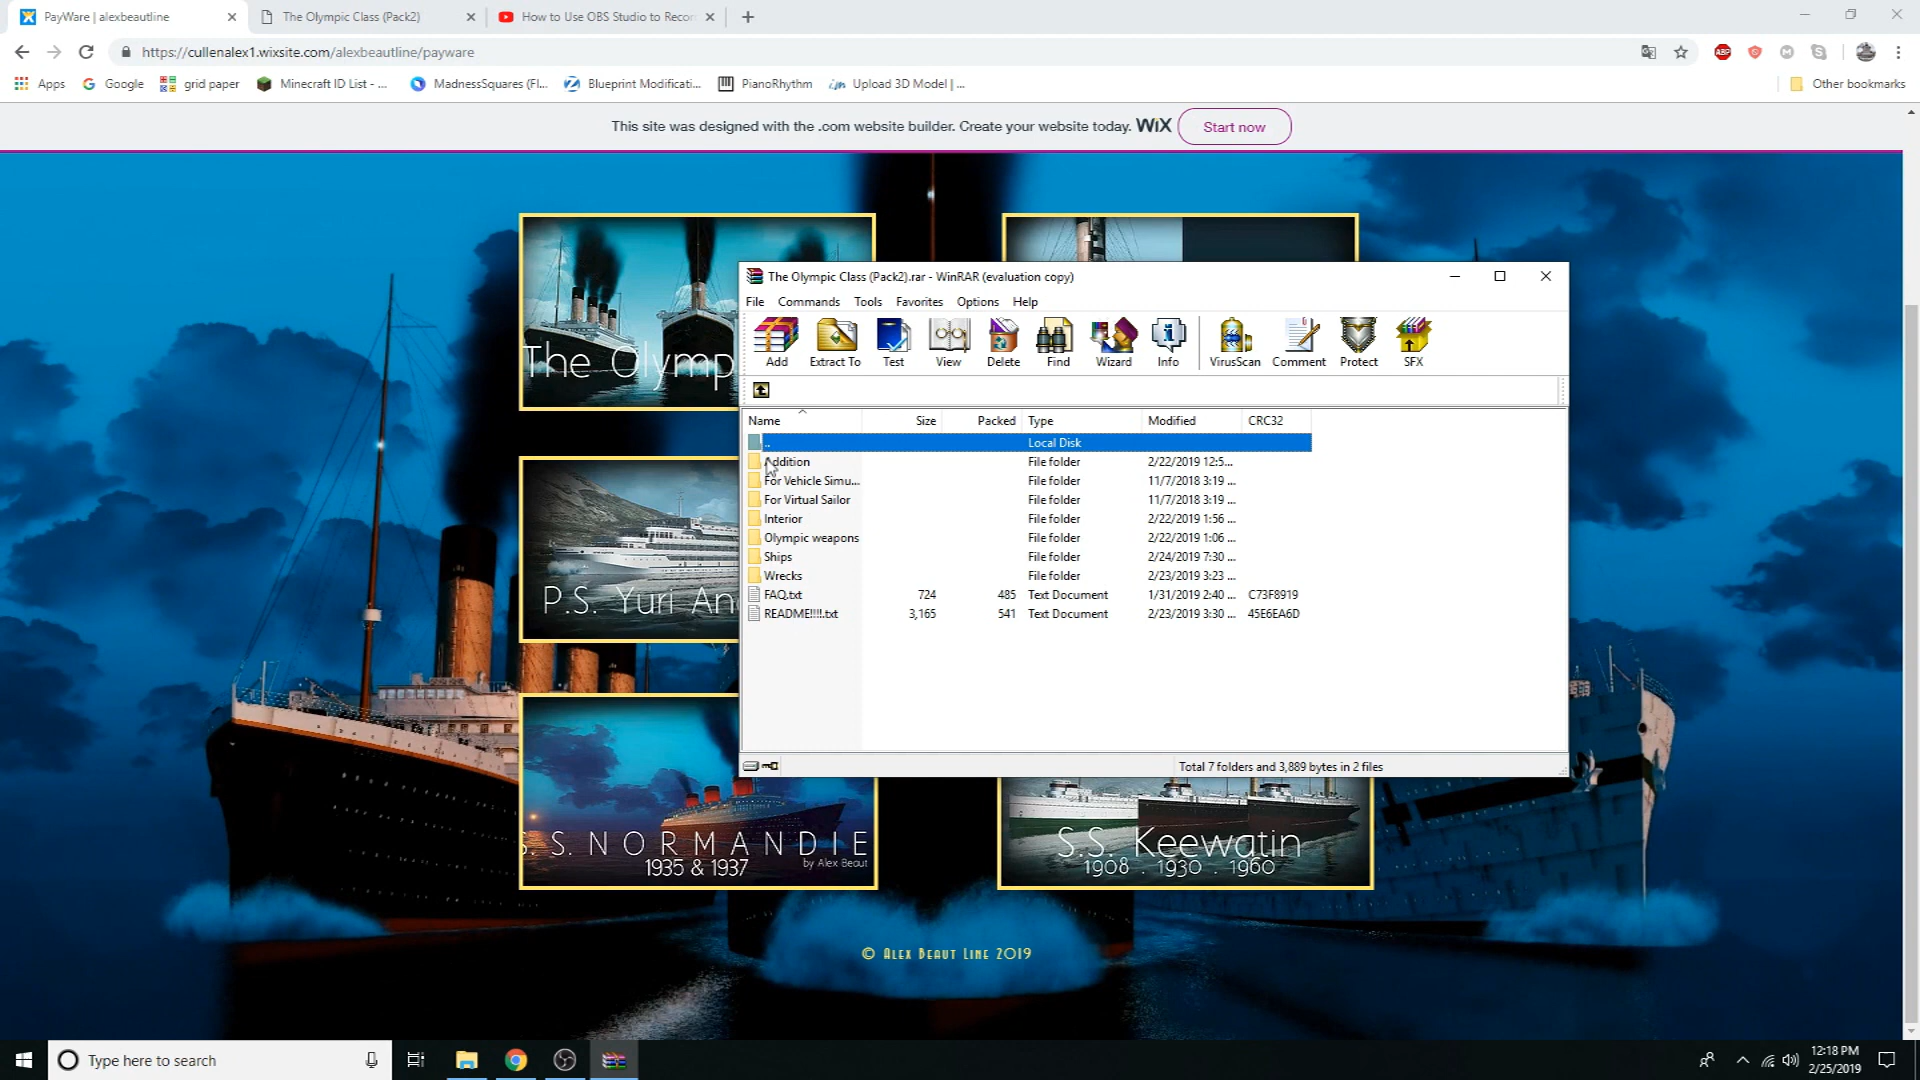 PayWare | alexbeautline
The Olympic Class (Pack2)
How to Use OBS Studio to Recor
https://cullenalex1.wixsite.com/alexbeautline/payware
ABP
Apps
Google
grid paper
Minecraft ID List - ...
MadnessSquares (Fl...
Blueprint Modificati...
PianoRhythm
Upload 3D Model | ...
Other bookmarks
This site was designed with the .com website builder. Create your website today. WiX
Start now
The Olymp
P.S. Yuri An
S. S. NORMANDIE
1935 & 1937
by Alex Beaut
S.S. Keewatin
1908 . 1930 . 1960
© Alex Beaut Line 2019
The Olympic Class (Pack2).rar - WinRAR (evaluation copy)
File Commands Tools Favorites Options Help
Add Extract To Test View Delete Find Wizard Info VirusScan Comment Protect SFX
Name Size Packed Type Modified CRC32
.. Local Disk
Addition File folder 2/22/2019 12:5...
For Vehicle Simu... File folder 11/7/2018 3:19 ...
For Virtual Sailor File folder 11/7/2018 3:19 ...
Interior File folder 2/22/2019 1:56 ...
Olympic weapons File folder 2/22/2019 1:06 ...
Ships File folder 2/24/2019 7:30 ...
Wrecks File folder 2/23/2019 3:23 ...
FAQ.txt 724 485 Text Document 1/31/2019 2:40 ... C73F8919
README!!!!.txt 3,165 541 Text Document 2/23/2019 3:30 ... 45E6EA6D
Total 7 folders and 3,889 bytes in 2 files
Type here to search
12:18 PM
2/25/2019